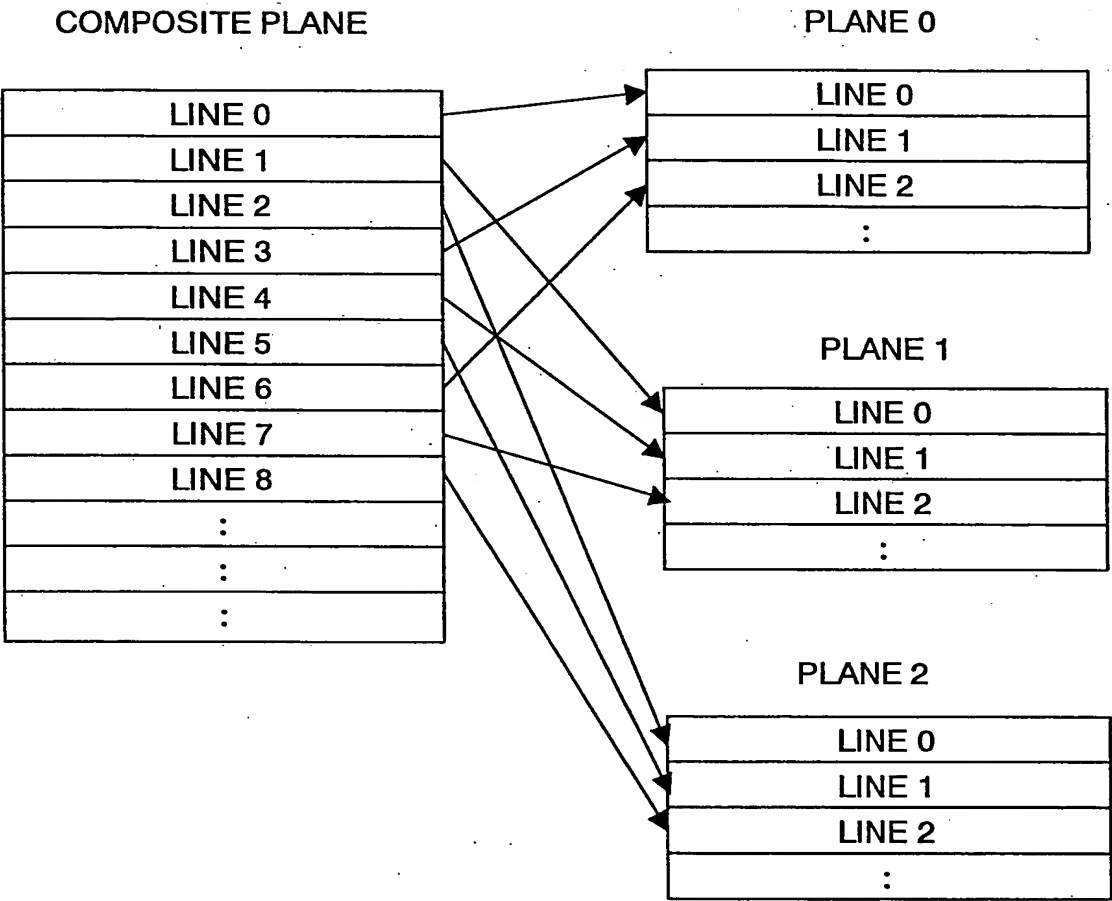 COMPOSITE PLANE
LINE 0
LINE 1
LINE 2
LINE 3
LINE 4
LINE 5
LINE 6
LINE 7
LINE 8
:
:
:
PLANE 0
LINE 0
LINE 1
LINE 2
:
PLANE 1
LINE 0
LINE 1
LINE 2
:
PLANE 2
LINE 0
LINE 1
LINE 2
: